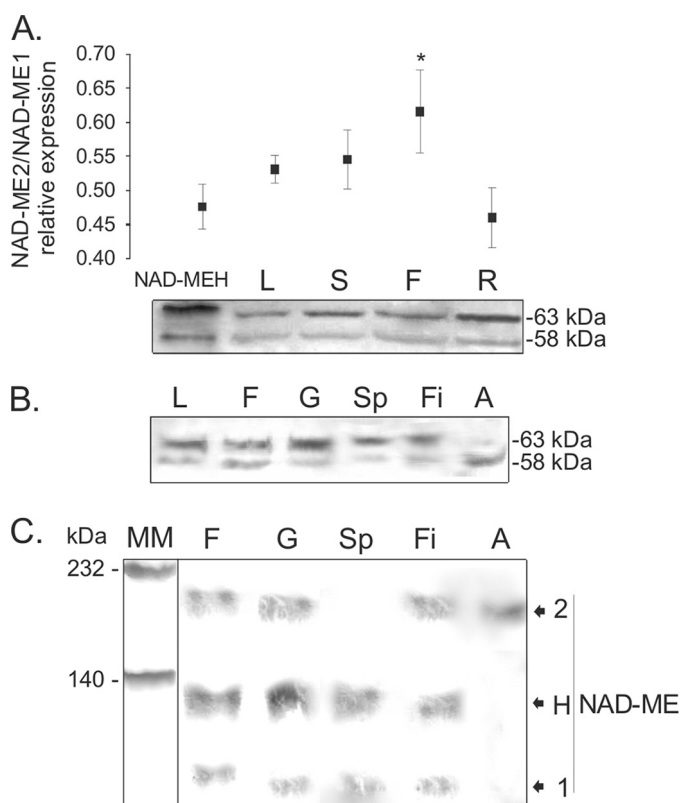 A.
NAD-ME2/NAD-ME1
relative expression
0.70
0.65
0.60
0.55
0.50
0.45
0.40
*
NAD-MEH L S F R
-63 kDa
-58 kDa
B.
L F G Sp Fi A
-63 kDa
-58 kDa
C.
kDa MM F G Sp Fi A
232 -
140 -
2
H NAD-ME
1